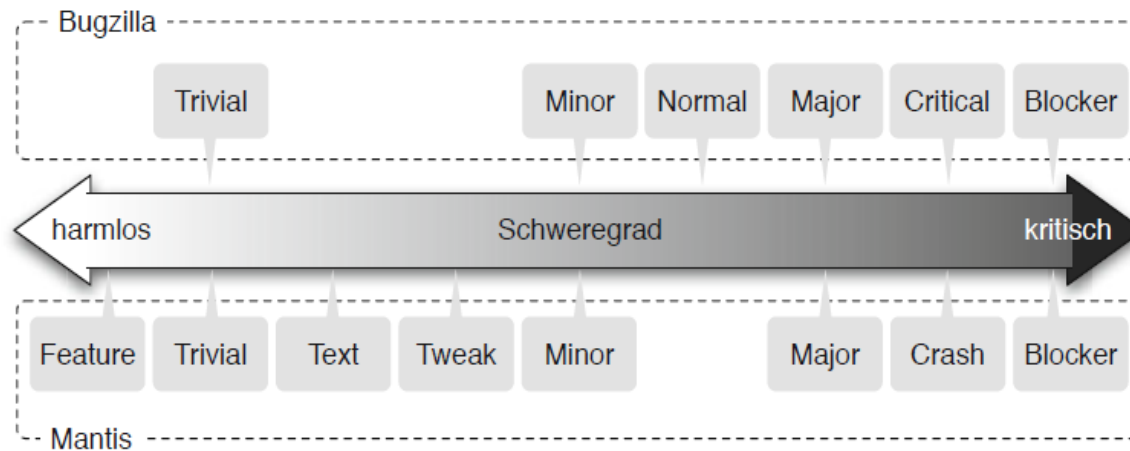 Bugzilla
Trivial Minor Normal Major Critical Blocker
harmlos Schweregrad kritisch
Feature Trivial Text Tweak Minor Major Crash Blocker
Mantis